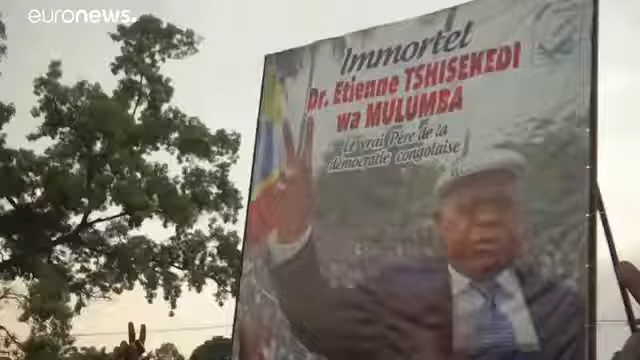 euronews.
Immortel
Dr. Etienne TSHISEKEDI
wa MULUMBA
Le vrai Père de la
démocratie congolaise